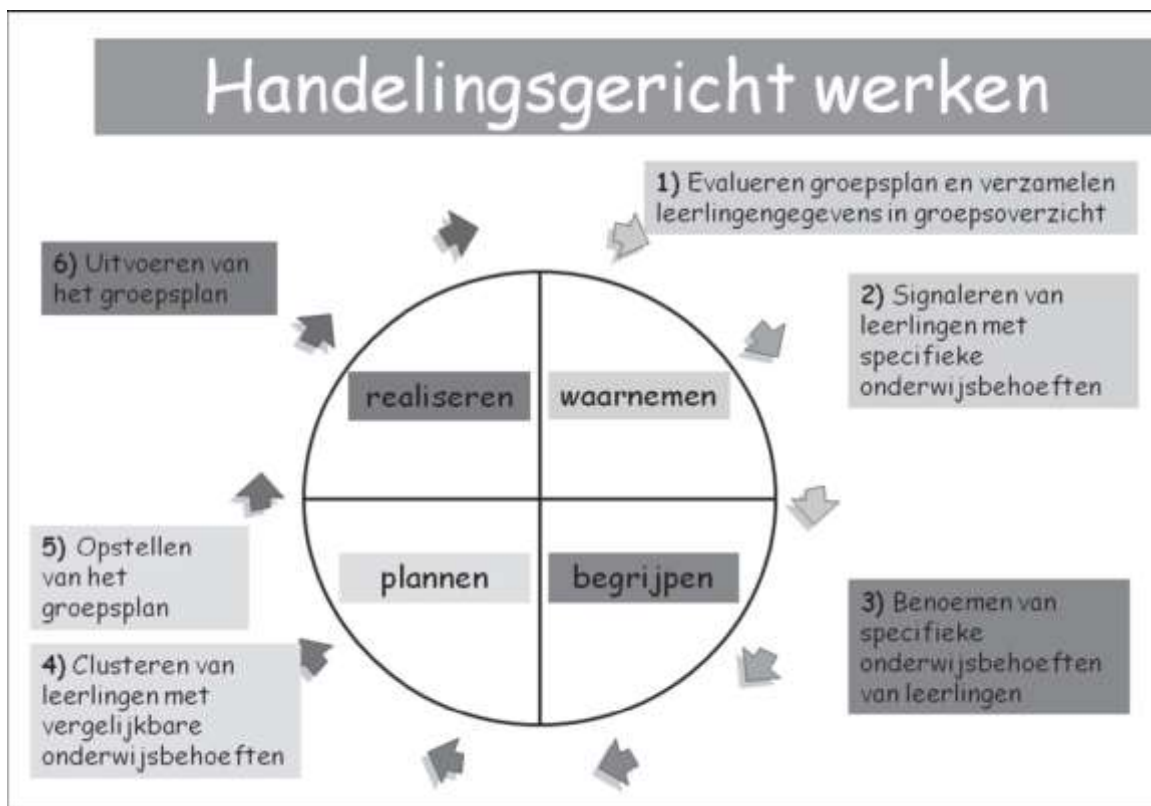 Handelingsgericht werken
1) Evalueren groepsplan en verzamelen
leerlingengegevens in groepsoverzicht
2) Signaleren van
leerlingen met
specifieke
onderwijsbehoeften
3) Benoemen van
specifieke
onderwijsbehoeften
van leerlingen
4) Clusteren van
leerlingen met
vergelijkbare
onderwijsbehoeften
5) Opstellen
van het
groepsplan
6) Uitvoeren van
het groepsplan
realiseren
waarnemen
plannen
begrijpen